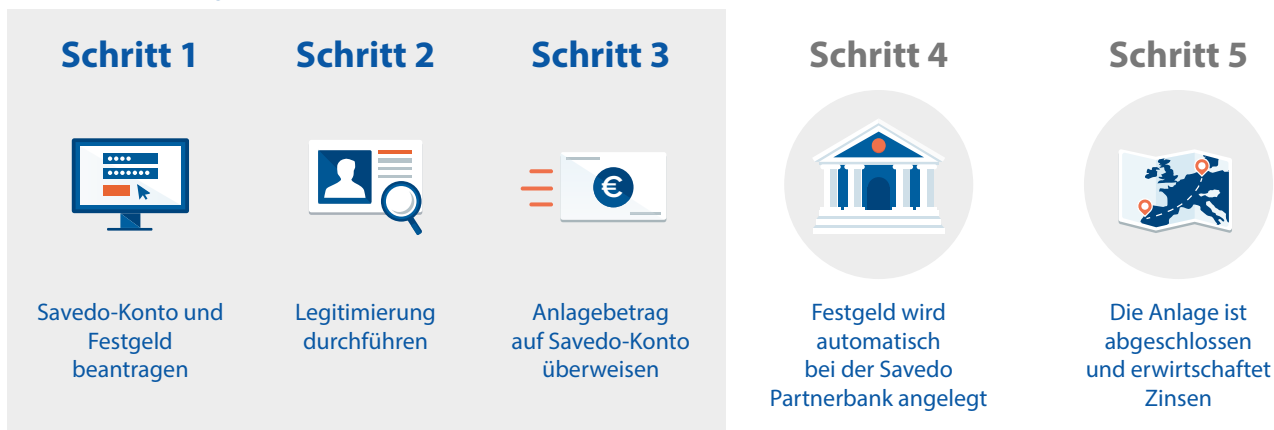 Schritt 1
Savedo-Konto und
Festgeld
beantragen
Schritt 2
Legitimierung
durchführen
Schritt 3
€
Anlagebetrag
auf Savedo-Konto
überweisen
Schritt 4
Festgeld wird
automatisch
bei der Savedo
Partnerbank angelegt
Schritt 5
Die Anlage ist
abgeschlossen
und erwirtschaftet
Zinsen